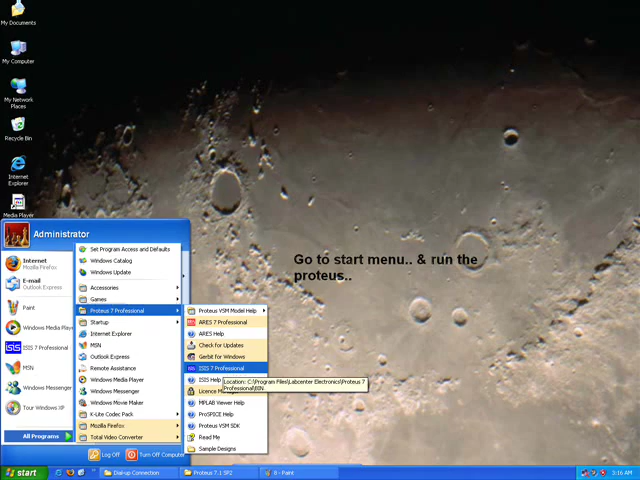 My Documents
My Computer
My Network
Places
Recycle Bin
Internet
Explorer
Media Player
Go to start menu.. & run the
proteus..
Administrator
Internet
Mozilla Firefox
E-mail
Outlook Express
Paint
Windows Media Player
ISIS 7 Professional
MSN
Windows Messenger
Tour Windows XP
All Programs
Set Program Access and Defaults
Windows Catalog
Windows Update
Accessories
Games
Proteus 7 Professional
Startup
Internet Explorer
MSN
Outlook Express
Remote Assistance
Windows Media Player
Windows Messenger
Windows Movie Maker
K-Lite Codec Pack
Mozilla Firefox
Total Video Converter
Proteus VSM Model Help
ARES 7 Professional
ARES Help
Check for Updates
Gerbit for Windows
ISIS 7 Professional
ISIS Help
Location: C:\Program Files\Labcenter Electronics\Proteus 7
Professional\BIN
Licence Manager
MPLAB Viewer Help
ProSPICE Help
Proteus VSM SDK
Read Me
Sample Designs
Log Off
Turn Off Computer
start
Dial-up Connection
Proteus 7.1 SP2
8 - Paint
3:16 AM